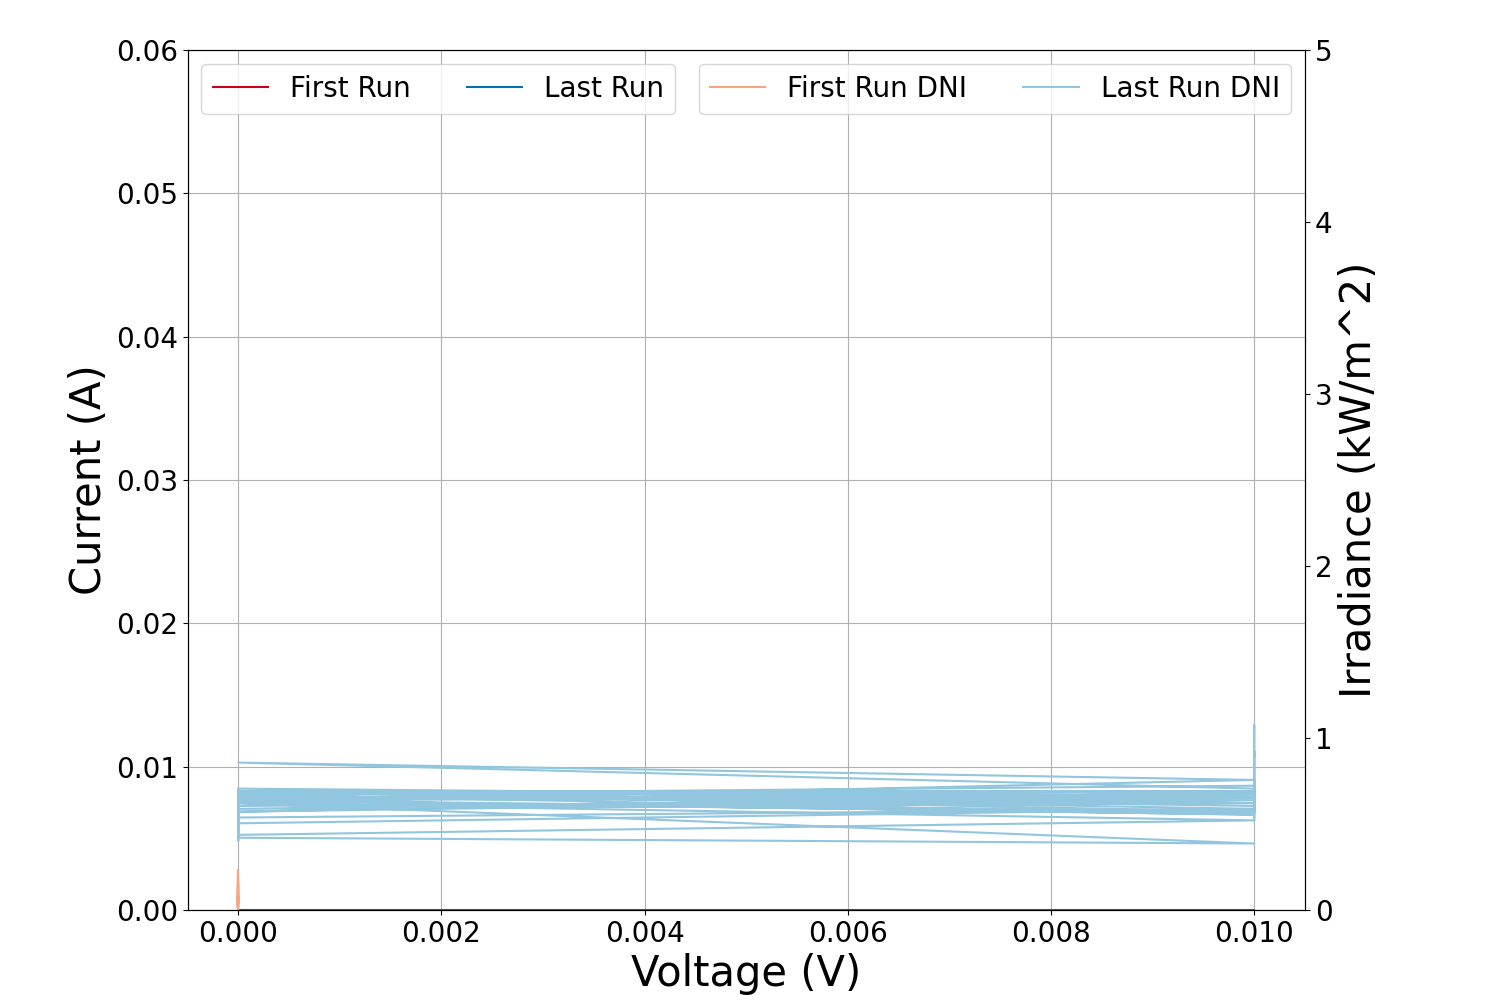 First Run
Last Run
First Run DNI
Last Run DNI
0.06
0.05
0.04
0.03
0.02
0.01
0.00
Current (A)
5
4
3
2
1
0
Irradiance (kW/m^2)
0.000 0.002 0.004 0.006 0.008 0.010
Voltage (V)